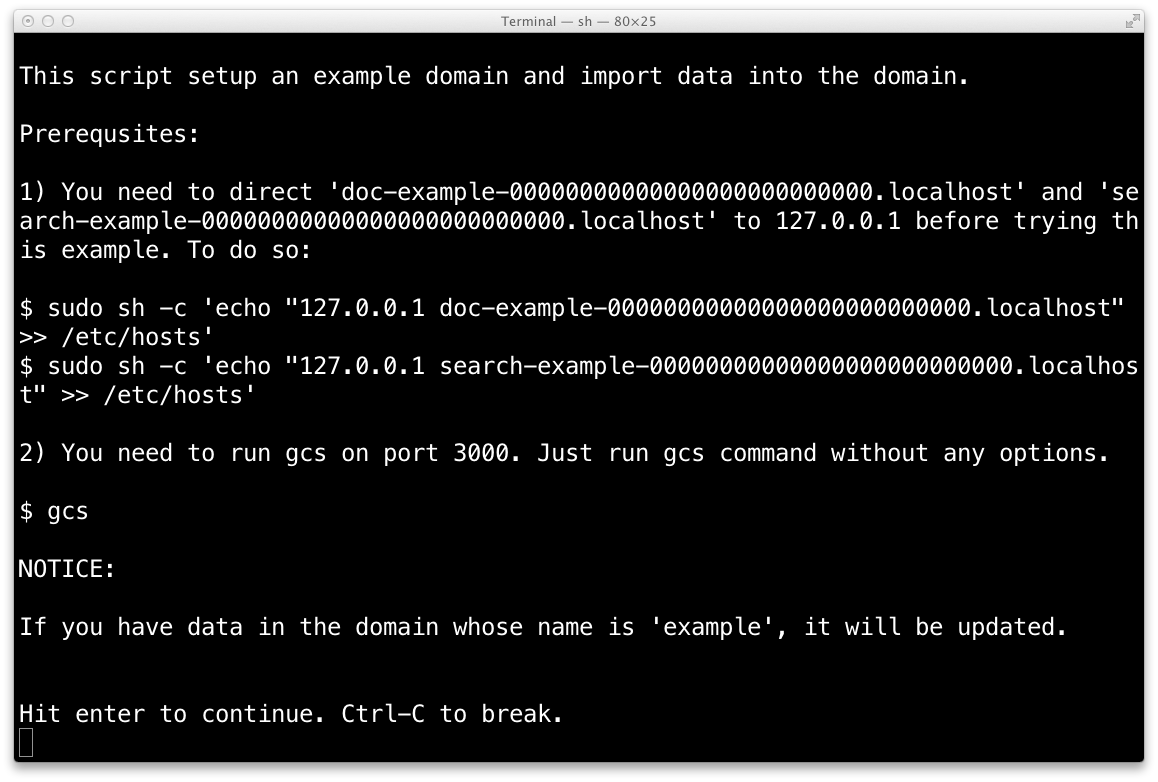 Terminal — sh — 80×25
This script setup an example domain and import data into the domain.
Prerequsites:
1) You need to direct 'doc-example-00000000000000000000000000.localhost' and 'se
arch-example-00000000000000000000000000.localhost' to 127.0.0.1 before trying th
is example. To do so:
$ sudo sh -c 'echo "127.0.0.1 doc-example-00000000000000000000000000.localhost"
>> /etc/hosts'
$ sudo sh -c 'echo "127.0.0.1 search-example-00000000000000000000000000.localhos
t" >> /etc/hosts'
2) You need to run gcs on port 3000. Just run gcs command without any options.
$ gcs
NOTICE:
If you have data in the domain whose name is 'example', it will be updated.
Hit enter to continue. Ctrl-C to break.